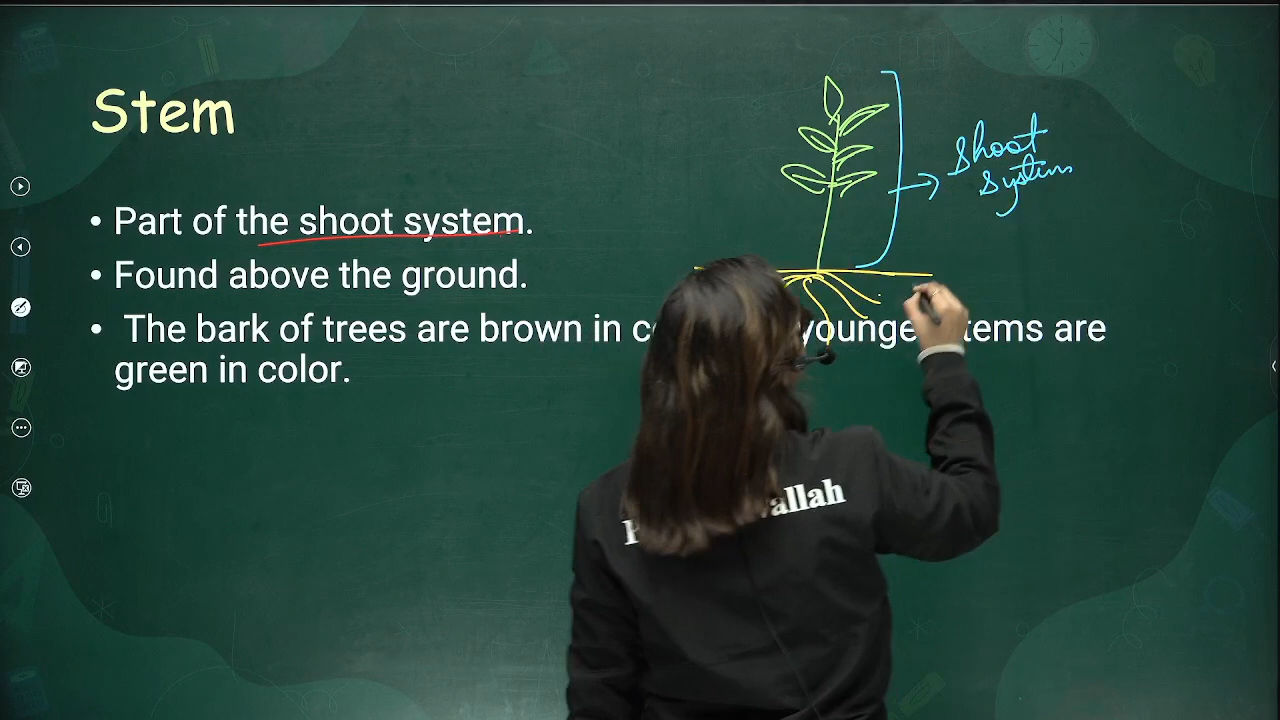 Stem
• Part of the shoot system.
• Found above the ground.
• The bark of trees are brown in younge tems are
green in color.
Shoot
System
allah